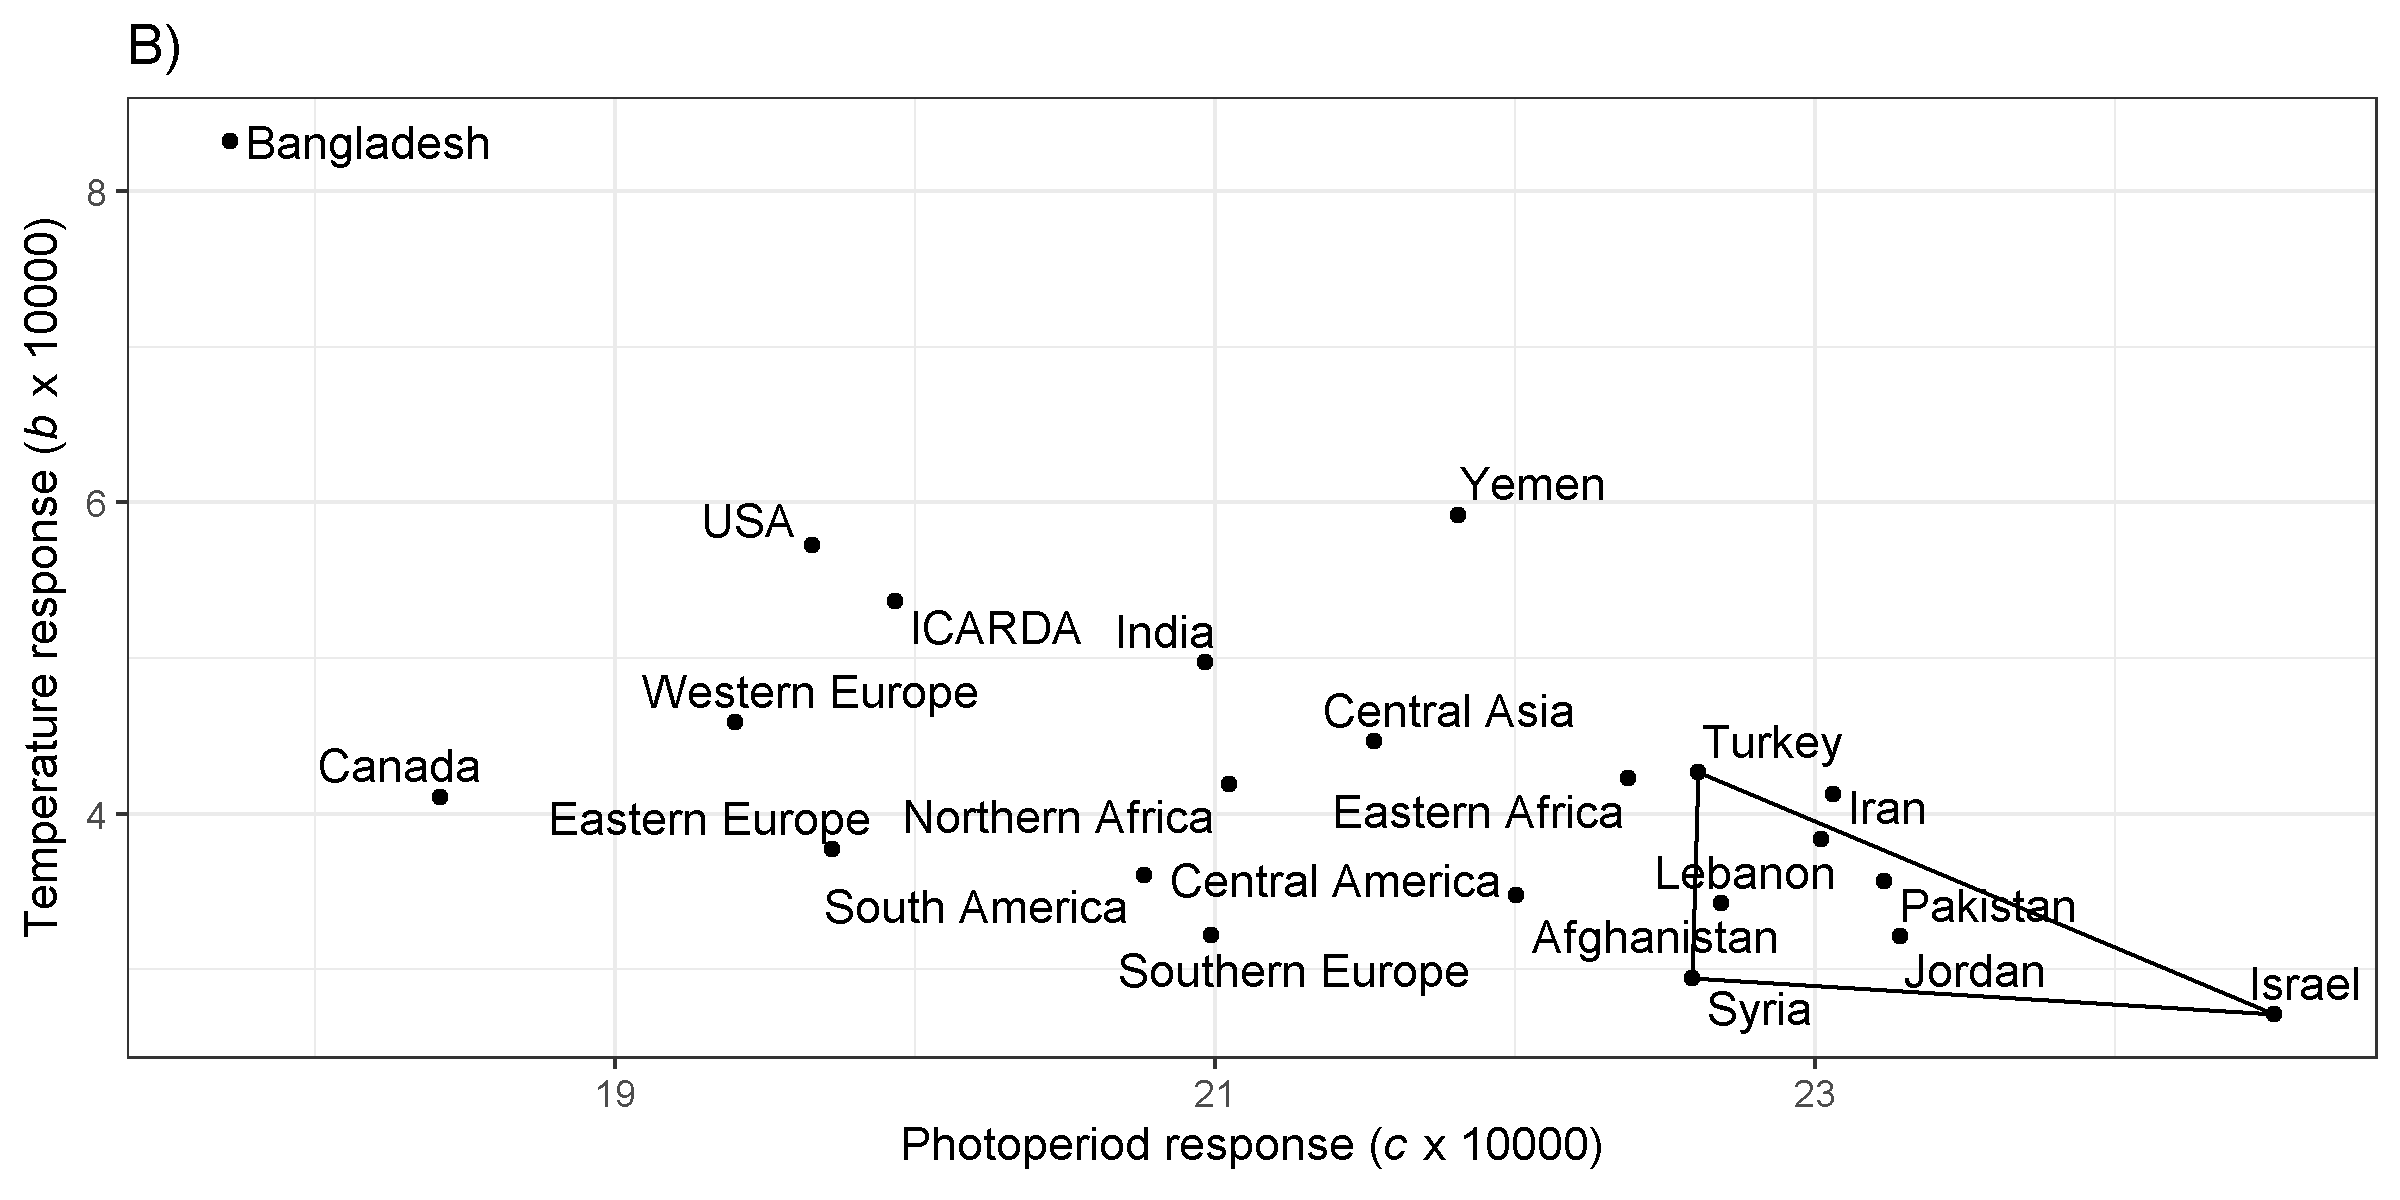 B)
Bangladesh
8
Temperature response (b x 10000)
Yemen
6
USA
ICARDA
India
Western Europe
Central Asia
Turkey
Canada
Iran
4
Eastern Europe
Northern Africa
Eastern Africa
Lebanon
Central America
South America
Pakistan
Afghanistan
Southern Europe
Jordan
Israel
Syria
19
21
23
Photoperiod response (c x 10000)